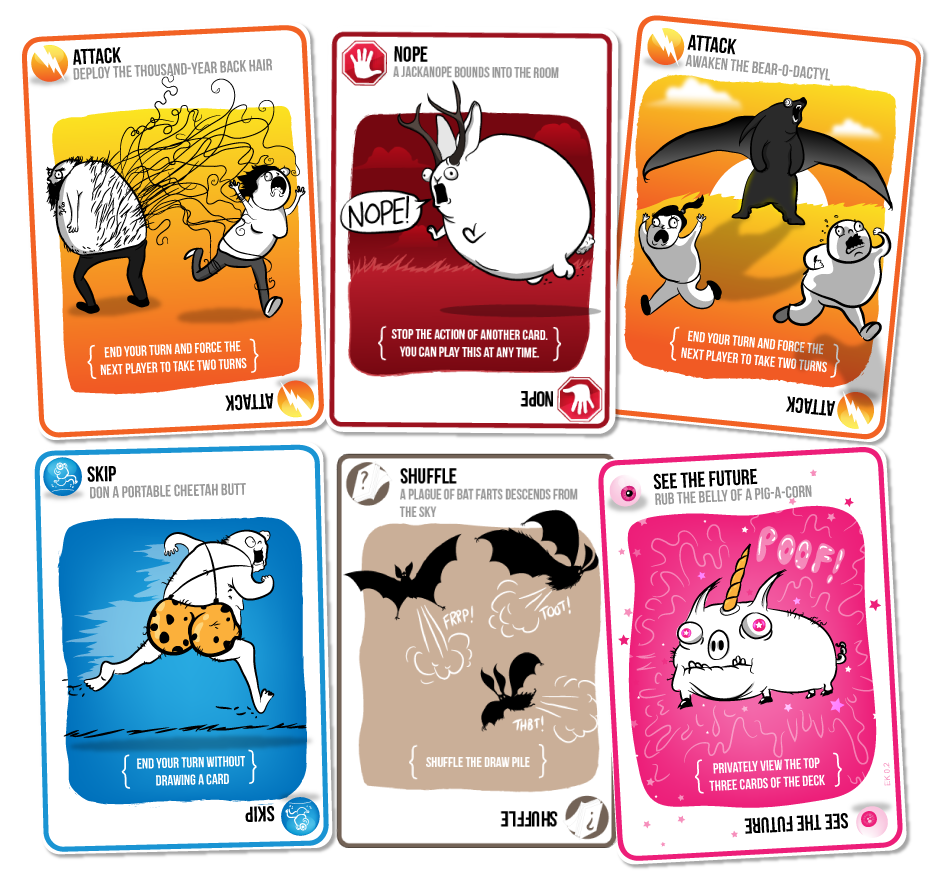 ATTACK
DEPLOY THE THOUSAND-YEAR BACK HAIR
END YOUR TURN AND FORCE THE
NEXT PLAYER TO TAKE TWO TURNS
ATTACK
NOPE
A JACKANOPE BOUNDS INTO THE ROOM
NOPE!
STOP THE ACTION OF ANOTHER CARD.
YOU CAN PLAY THIS AT ANY TIME.
NOPE
ATTACK
AWAKEN THE BEAR-O-DACTYL
END YOUR TURN AND FORCE THE
NEXT PLAYER TO TAKE TWO TURNS
ATTACK
SKIP
DON A PORTABLE CHEETAH BUTT
END YOUR TURN WITHOUT
DRAWING A CARD
SKIP
?
SHUFFLE
A PLAGUE OF BAT FARTS DESCENDS FROM
THE SKY
FRRP!
TOOT!
THBT!
SHUFFLE THE DRAW PILE
SHUFFLE
?
SEE THE FUTURE
RUB THE BELLY OF A PIG-A-CORN
POOF!
PRIVATELY VIEW THE TOP
THREE CARDS OF THE DECK
EK 0.2
SEE THE FUTURE